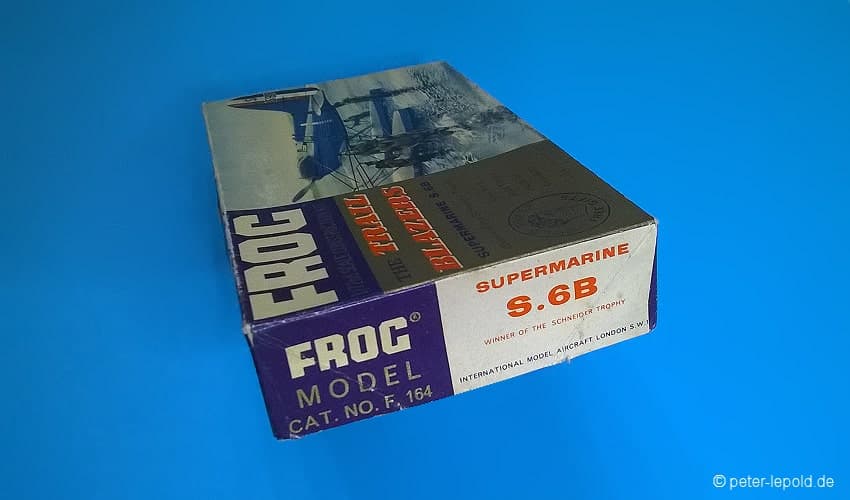 FROG
THE TRAIL
BLAZERS
SUPERMARINE S.6B
FROG®
MODEL
CAT. NO. F. 164
SUPERMARINE
S.6B
WINNER OF THE SCHNEIDER TROPHY
INTERNATIONAL MODEL AIRCRAFT LONDON S.W.1
© peter-lepold.de